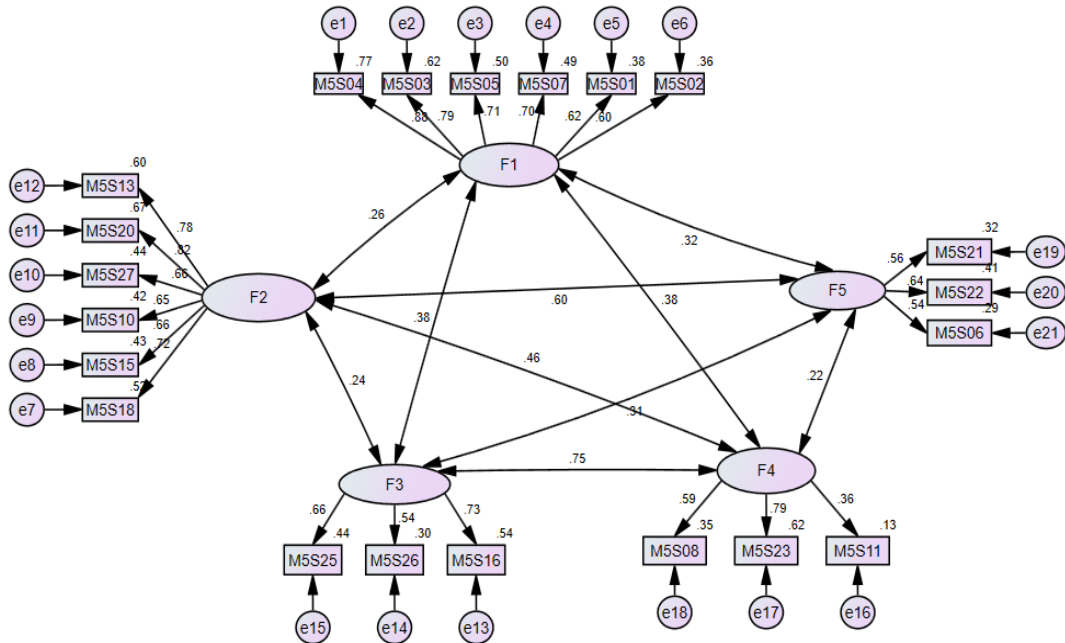 e1 e2 e3 e4 e5 e6
.77 .62 .50 .49 .38 .36
M5S04 M5S03 M5S05 M5S07 M5S01 M5S02
.88 .79 .71 .70 .62 .60
F1
.60
e12 M5S13
.67
e11 M5S20 .78
.44 .82
e10 M5S27 .66
.42
e9 M5S10 .65
.66
.43 .72
e8 M5S15
.52
e7 M5S18
F2
.26
.32
.60
.38
.38
.46
.24
.31
.22
.75
F5
.32
.56 M5S21 e19
.41
.64 M5S22 e20
.54 .29
M5S06 e21
F3
.66 .54 .73
.44 .30 .54
M5S25 M5S26 M5S16
e15 e14 e13
F4
.59 .79 .36
.35 .62 .13
M5S08 M5S23 M5S11
e18 e17 e16